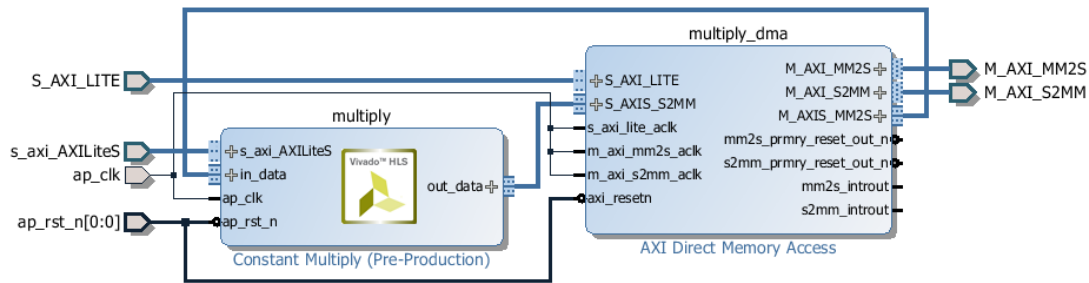 multiply_dma
S_AXI_LITE
S_AXI_LITE
M_AXI_MM2S
M_AXI_MM2S
S_AXIS_S2MM
M_AXI_S2MM
M_AXI_S2MM
multiply
M_AXIS_MM2S
s_axi_lite_aclk
mm2s_prmry_reset_out_n
s_axi_AXILiteS
s_axi_AXILiteS
Vivado™ HLS
m_axi_mm2s_aclk
s2mm_prmry_reset_out_n
ap_clk
in_data
out_data
m_axi_s2mm_aclk
mm2s_introut
ap_clk
axi_resetn
s2mm_introut
ap_rst_n[0:0]
ap_rst_n
Constant Multiply (Pre-Production)
AXI Direct Memory Access